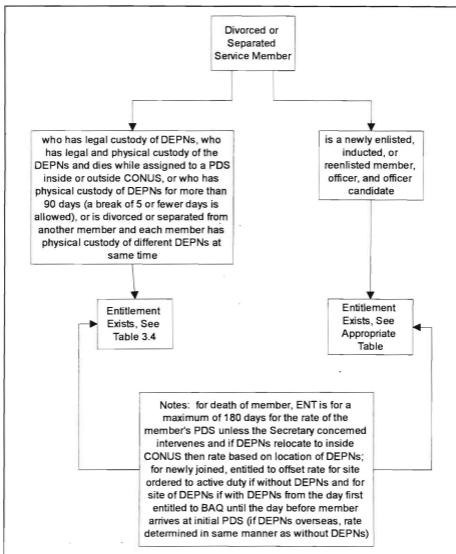 Divorced or
Separated
Service Member
who has legal custody of DEPNs, who
has legal and physical custody of the
DEPNs and dies while assigned to a PDS
inside or outside CONUS, or who has
physical custody of DEPNs for more than
90 days (a break of 5 or fewer days is
allowed), or is divorced or separated from
another member and each member has
physical custody of different DEPNs at
same time
is a newly enlisted,
inducted, or
reenlisted member,
officer, and officer
candidate
Entitlement
Exists, See
Table 3.4
Entitlement
Exists, See
Appropriate
Table
Notes: for death of member, ENT is for a
maximum of 180 days for the rate of the
member's PDS unless the Secretary concerned
intervenes and if DEPNs relocate to inside
CONUS then rate based on location of DEPNs;
for newly joined, entitled to offset rate for site
ordered to active duty if without DEPNs and for
site of DEPNs if with DEPNs from the day first
entitled to BAQ until the day before member
arrives at initial PDS (if DEPNs overseas, rate
determined in same manner as without DEPNs)